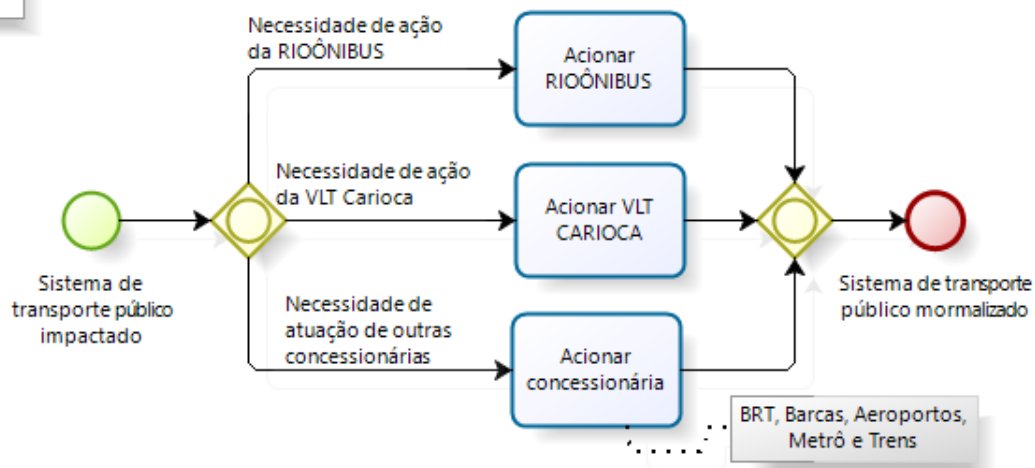 Necessidade de ação
da RIOÔNIBUS
Acionar
RIOÔNIBUS
Necessidade de ação
da VLT Carioca
Acionar VLT
CARIOCA
Sistema de
transporte público
impactado
Necessidade de
atuação de outras
concessionárias
Acionar
concessionária
Sistema de transporte
público mormalizado
BRT, Barcas, Aeroportos,
Metrô e Trens